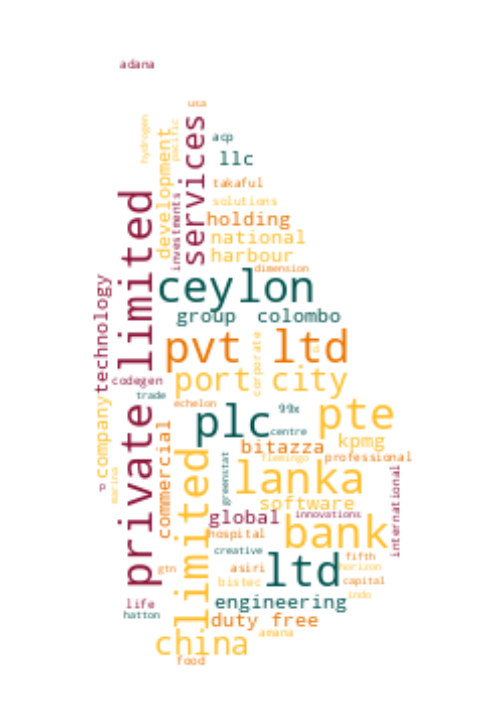 adana
usa
hydrogen
pacific
services
development
acp
llc
takaful
investments
solutions
holding
national
harbour
dimension
private limited
ceylon
technology
group
colombo
pvt ltd
corporate
port city
codegen
trade
echelon
company
plc
99x
pte
centre
kpmg
bitazza
commercial
flamingo
professional
greenstat
lanka
marina
p
limited
software
international
global
innovations
bank
hospital
creative
fifth
gtn
asiri
ltd
horizon
bistec
capital
life
engineering
indo
hatton
duty free
china
amana
food